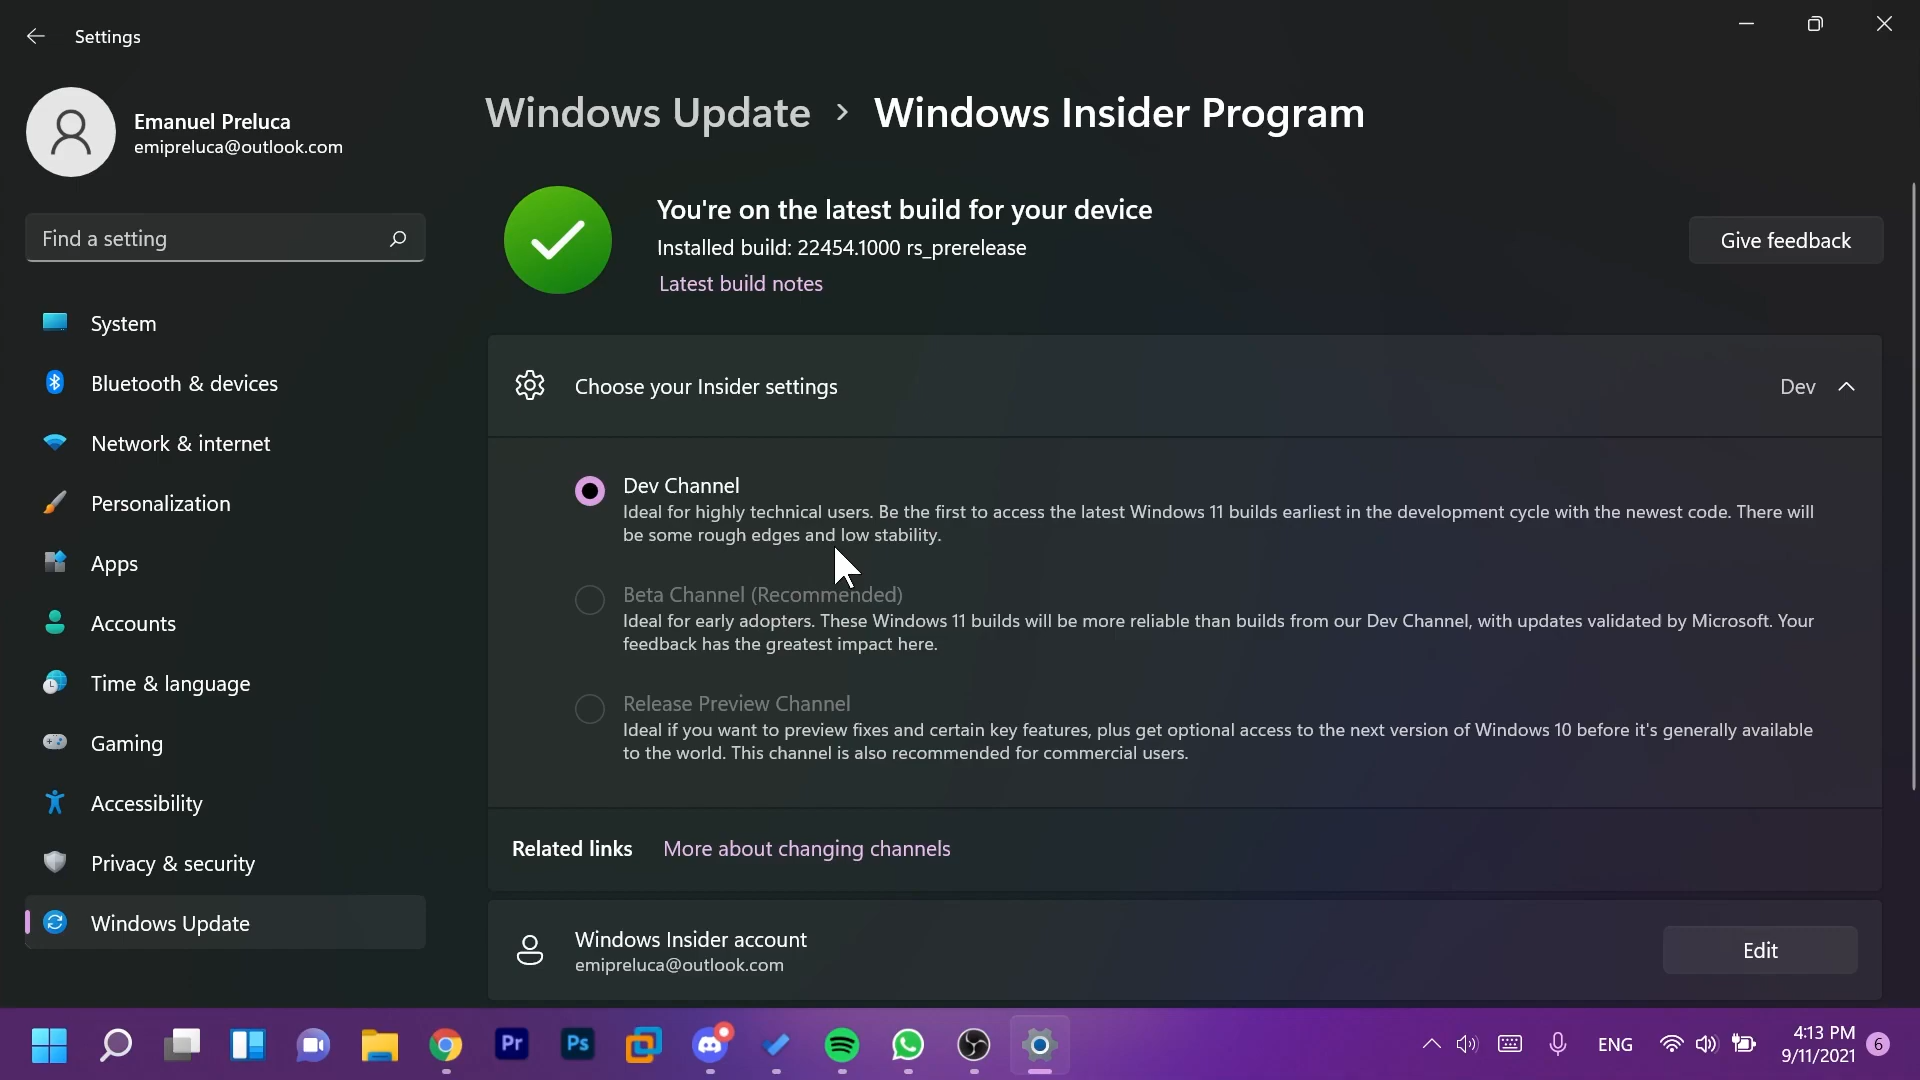 Settings
Emanuel Preluca
emipreluca@outlook.com
Find a setting
System
Bluetooth & devices
Network & internet
Personalization
Apps
Accounts
Time & language
Gaming
Accessibility
Privacy & security
Windows Update
Windows Update > Windows Insider Program
You're on the latest build for your device
Installed build: 22454.1000 rs_prerelease
Latest build notes
Give feedback
Choose your Insider settings
Dev
Dev Channel
Ideal for highly technical users. Be the first to access the latest Windows 11 builds earliest in the development cycle with the newest code. There will
be some rough edges and low stability.
Beta Channel (Recommended)
Ideal for early adopters. These Windows 11 builds will be more reliable than builds from our Dev Channel, with updates validated by Microsoft. Your
feedback has the greatest impact here.
Release Preview Channel
Ideal if you want to preview fixes and certain key features, plus get optional access to the next version of Windows 10 before it's generally available
to the world. This channel is also recommended for commercial users.
Related links More about changing channels
Windows Insider account
emipreluca@outlook.com
Edit
Pr
Ps
ENG
4:13 PM
9/11/2021
6